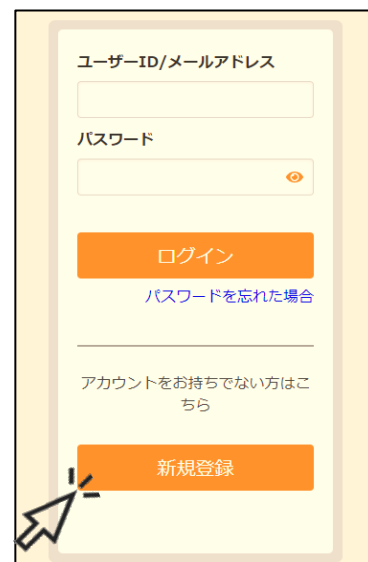 ユーザーID/メールアドレス
パスワード
ログイン
パスワードを忘れた場合
アカウントをお持ちでない方はこ
ちら
新規登録